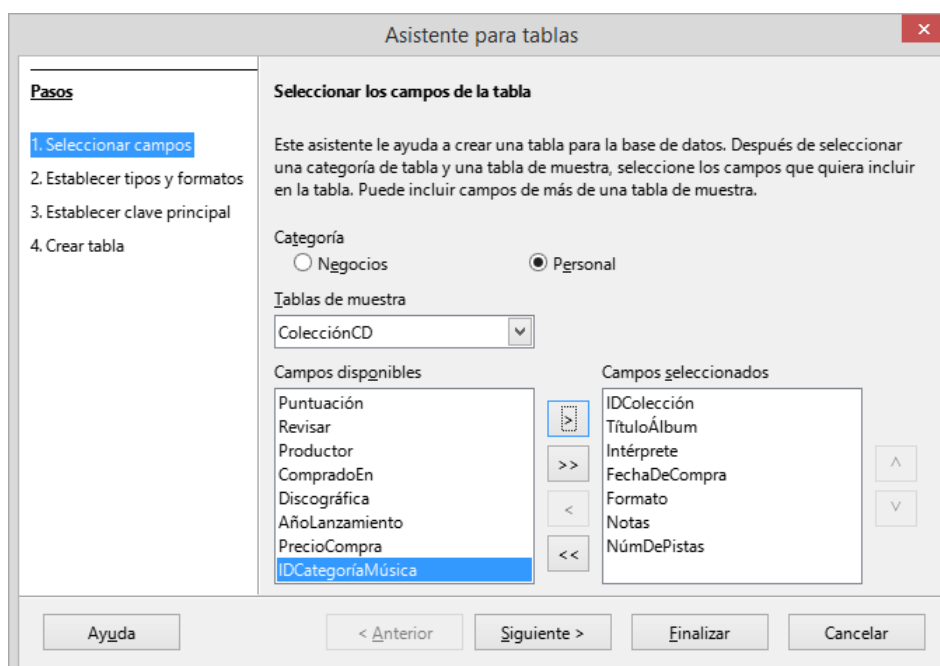 Asistente para tablas
Pasos
1. Seleccionar campos
2. Establecer tipos y formatos
3. Establecer clave principal
4. Crear tabla
Seleccionar los campos de la tabla
Este asistente le ayuda a crear una tabla para la base de datos. Después de seleccionar
una categoría de tabla y una tabla de muestra, seleccione los campos que quiera incluir
en la tabla. Puede incluir campos de más de una tabla de muestra.
Categoría
Negocios
Personal
Tablas de muestra
ColecciónCD
Campos disponibles
Puntuación
Revisar
Productor
CompradoEn
Discográfica
AñoLanzamiento
PrecioCompra
IDCategoríaMúsica
>
>>
<
<<
Campos seleccionados
IDColección
TítuloÁlbum
Intérprete
FechaDeCompra
Formato
Notas
NúmDePistas
Ayuda
< Anterior
Siguiente >
Finalizar
Cancelar